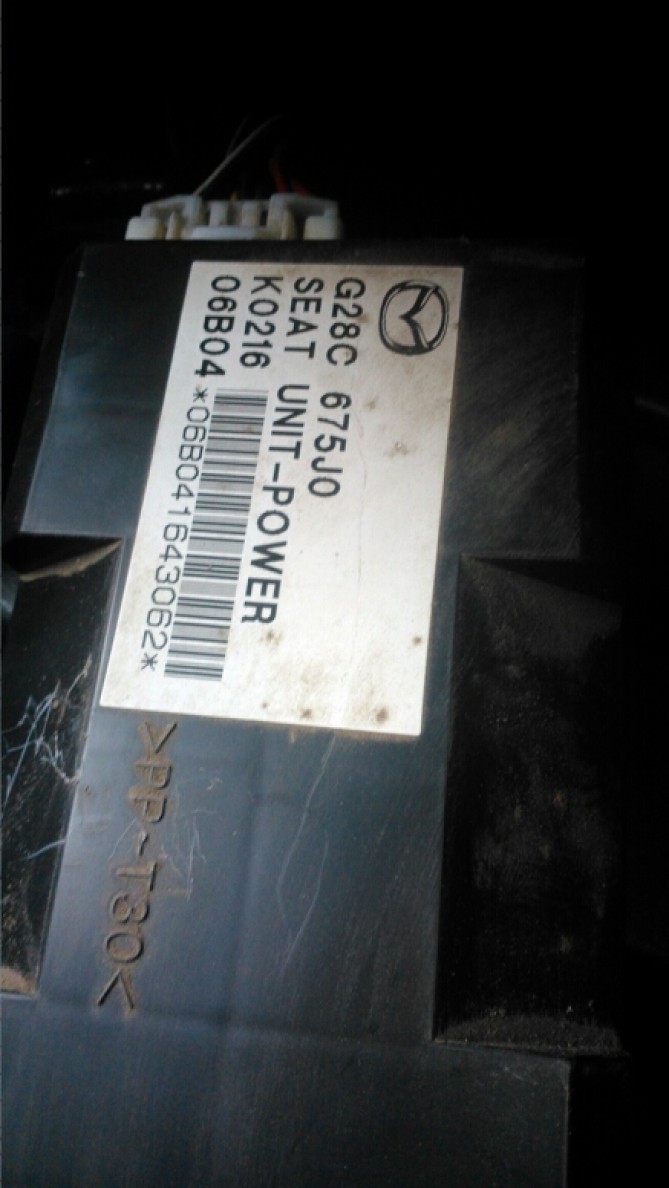 G28C 675J0
SEAT UNIT-POWER
K0216
06B04
*06B041643062*
>PP-T30<